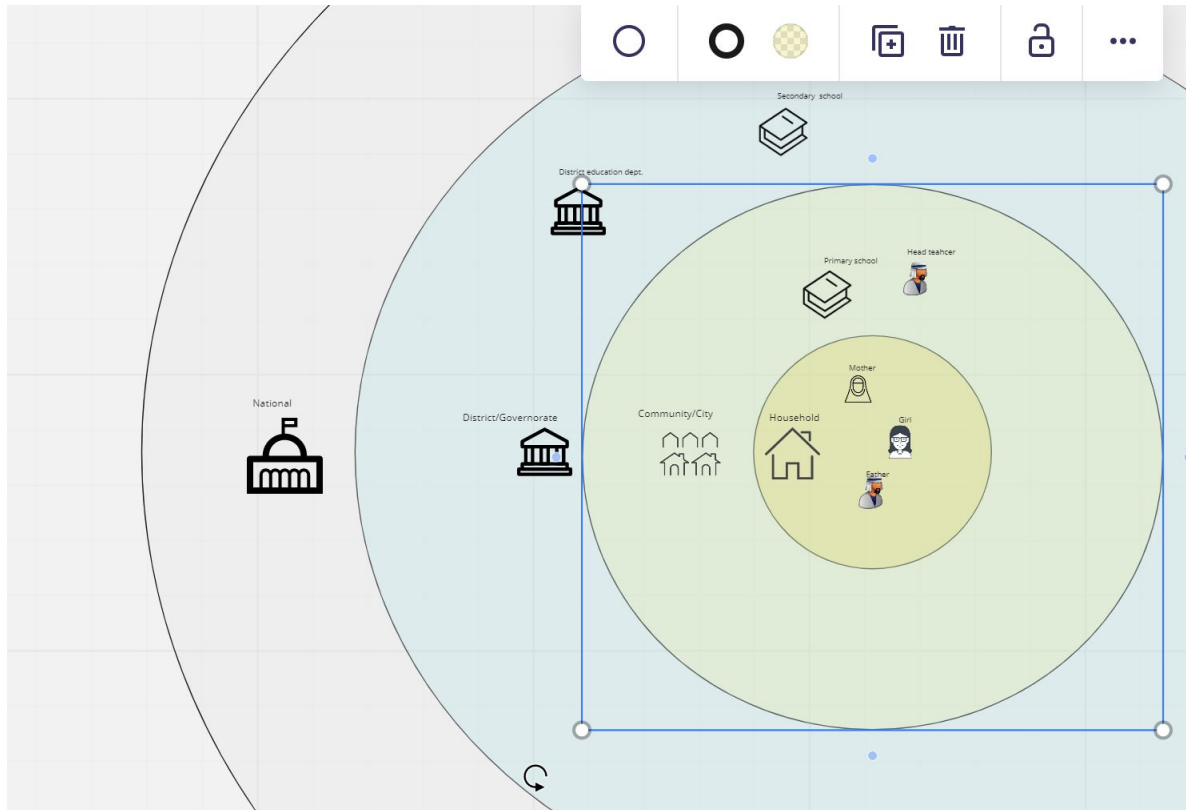 Secondary school
District education dept.
Head teahcer
Primary school
Mother
National
Community/City
District/Governorate
Household
Girl
Father